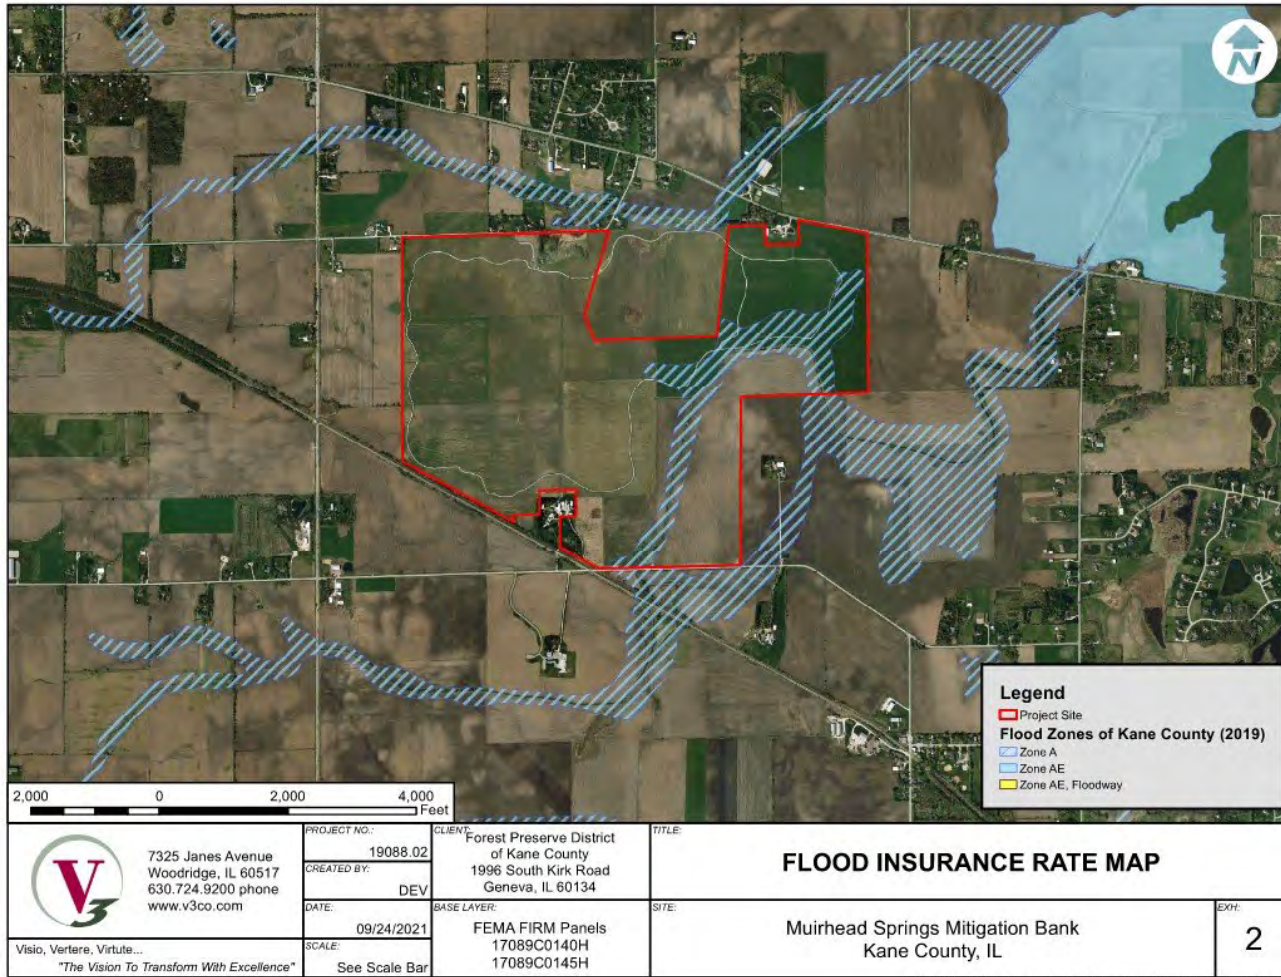 N
Legend
Project Site
Flood Zones of Kane County (2019)
Zone A
Zone AE
Zone AE, Floodway
2,000 0 2,000 4,000
Feet
V3
7325 Janes Avenue
Woodridge, IL 60517
630.724.9200 phone
www.v3co.com
Visio, Vertere, Virtute...
"The Vision To Transform With Excellence"
PROJECT NO.:
19088.02
CREATED BY:
DEV
DATE:
09/24/2021
SCALE:
See Scale Bar
CLIENT:
Forest Preserve District
of Kane County
1996 South Kirk Road
Geneva, IL 60134
BASE LAYER:
FEMA FIRM Panels
17089C0140H
17089C0145H
TITLE:
FLOOD INSURANCE RATE MAP
SITE:
Muirhead Springs Mitigation Bank
Kane County, IL
EXH:
2